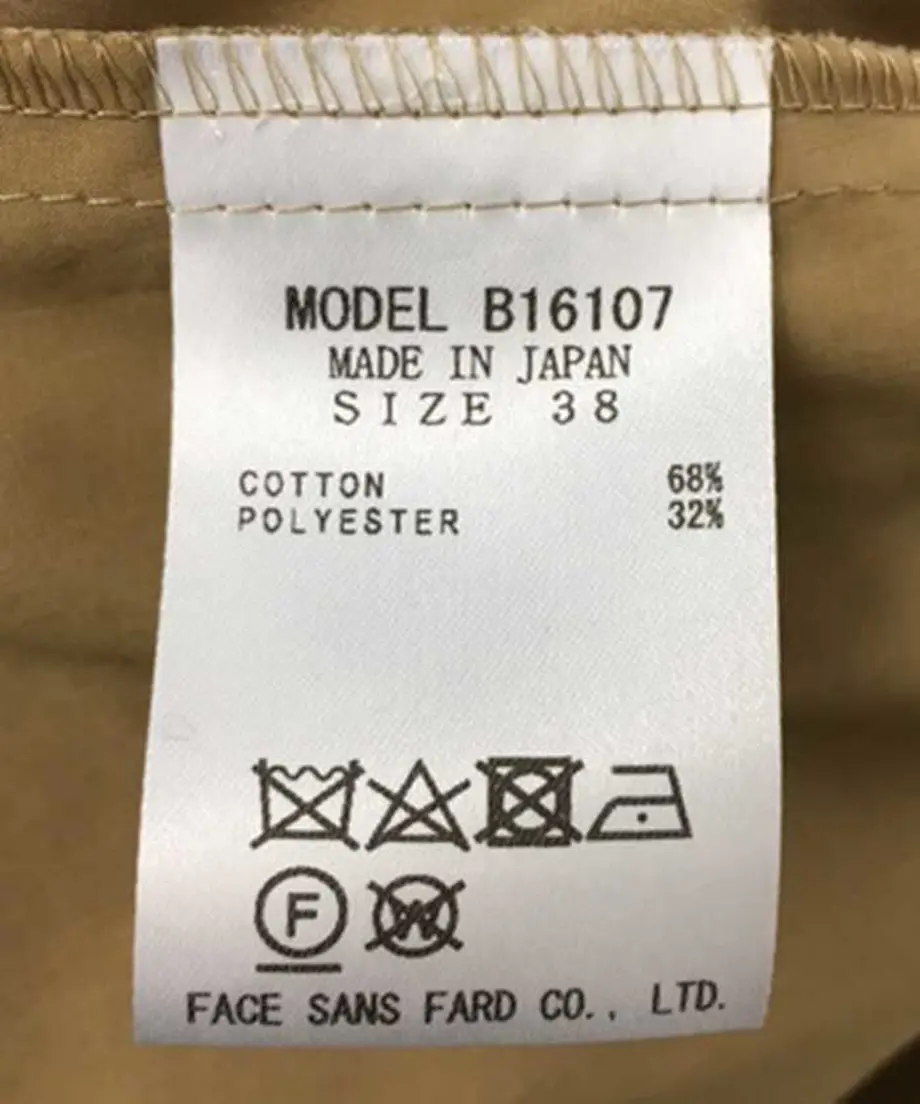 MODEL B16107
MADE IN JAPAN
SIZE 38
COTTON 68%
POLYESTER 32%
F W
FACE SANS FARD CO., LTD.